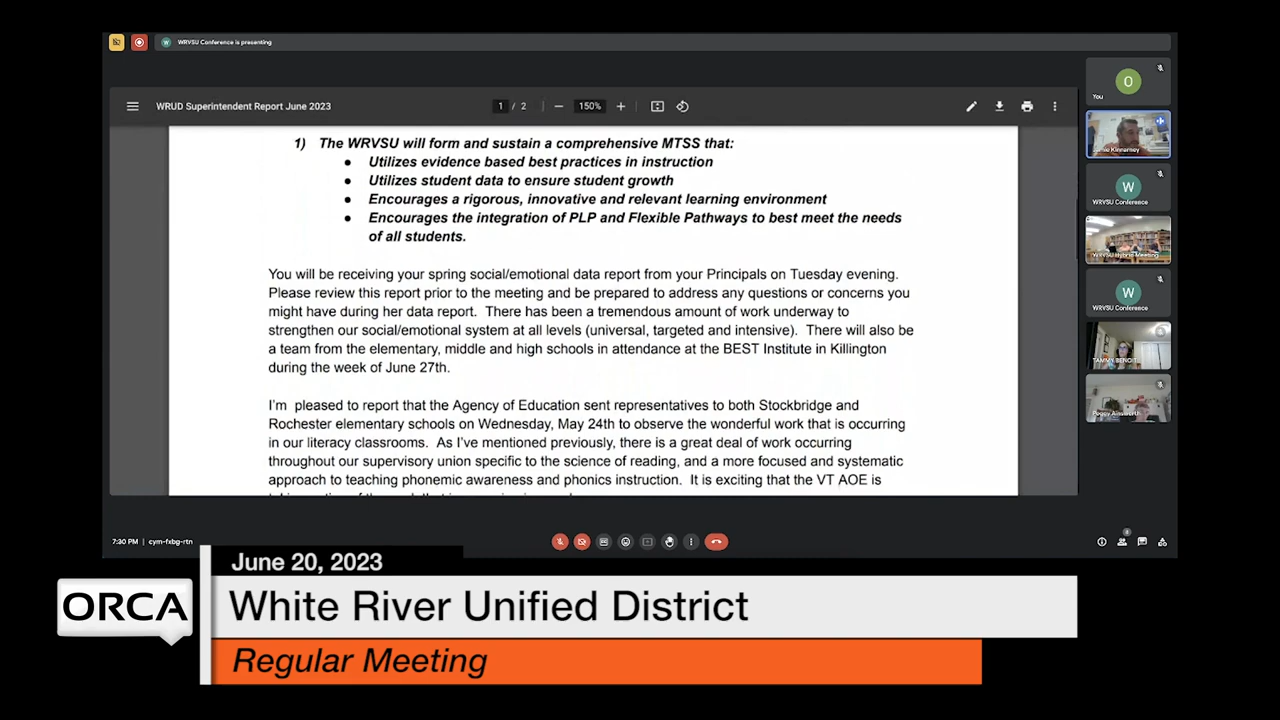 WRVSU Conference is presenting
WRUD Superintendent Report June 2023
1 / 2
150%
1) The WRVSU will form and sustain a comprehensive MTSS that:
● Utilizes evidence based best practices in instruction
● Utilizes student data to ensure student growth
● Encourages a rigorous, innovative and relevant learning environment
● Encourages the integration of PLP and Flexible Pathways to best meet the needs
of all students.
You will be receiving your spring social/emotional data report from your Principals on Tuesday evening.
Please review this report prior to the meeting and be prepared to address any questions or concerns you
might have during her data report.  There has been a tremendous amount of work underway to
strengthen our social/emotional system at all levels (universal, targeted and intensive).  There will also be
a team from the elementary, middle and high schools in attendance at the BEST Institute in Killington
during the week of June 27th.
I'm  pleased to report that the Agency of Education sent representatives to both Stockbridge and
Rochester elementary schools on Wednesday, May 24th to observe the wonderful work that is occurring
in our literacy classrooms.  As I've mentioned previously, there is a great deal of work occurring
throughout our supervisory union specific to the science of reading, and a more focused and systematic
approach to teaching phonemic awareness and phonics instruction.  It is exciting that the VT AOE is
O
You
Jamie Kinnarney
W
WRVSU Conference
WRVSU Hybrid Meeting
W
WRVSU Conference
TAMMY BENOIT
Peggy Ainsworth
7:30 PM | cym-fxbg-rtn
8
June 20, 2023
ORCA
White River Unified District
Regular Meeting